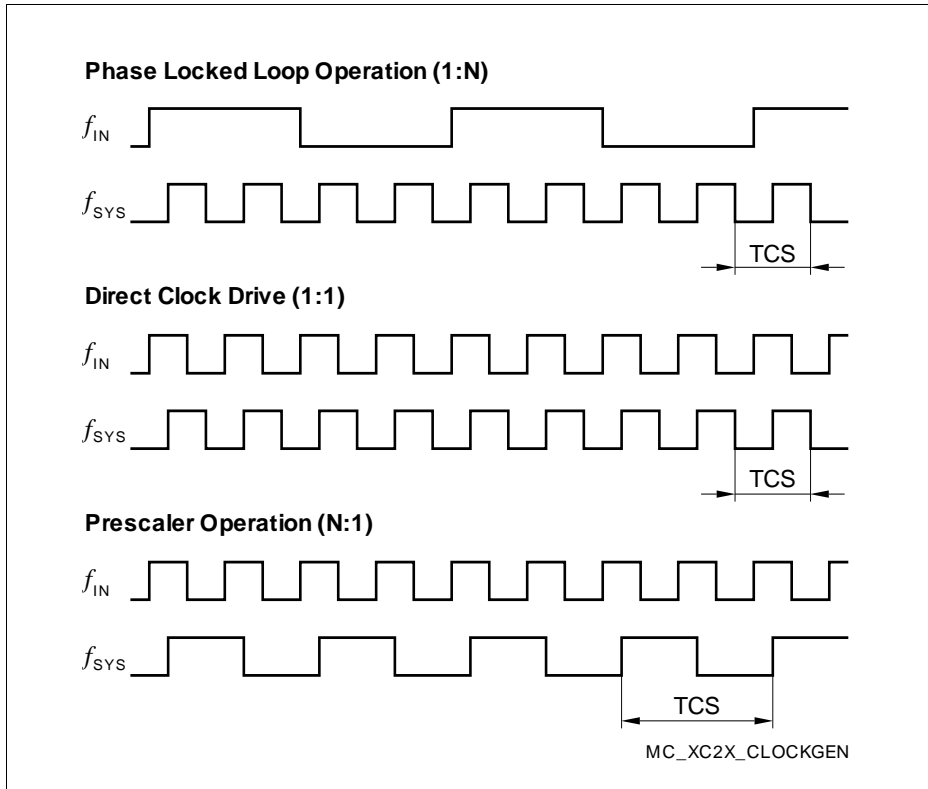 Phase Locked Loop Operation (1:N)
fIN
fSYS
TCS
Direct Clock Drive (1:1)
fIN
fSYS
TCS
Prescaler Operation (N:1)
fIN
fSYS
TCS
MC_XC2X_CLOCKGEN